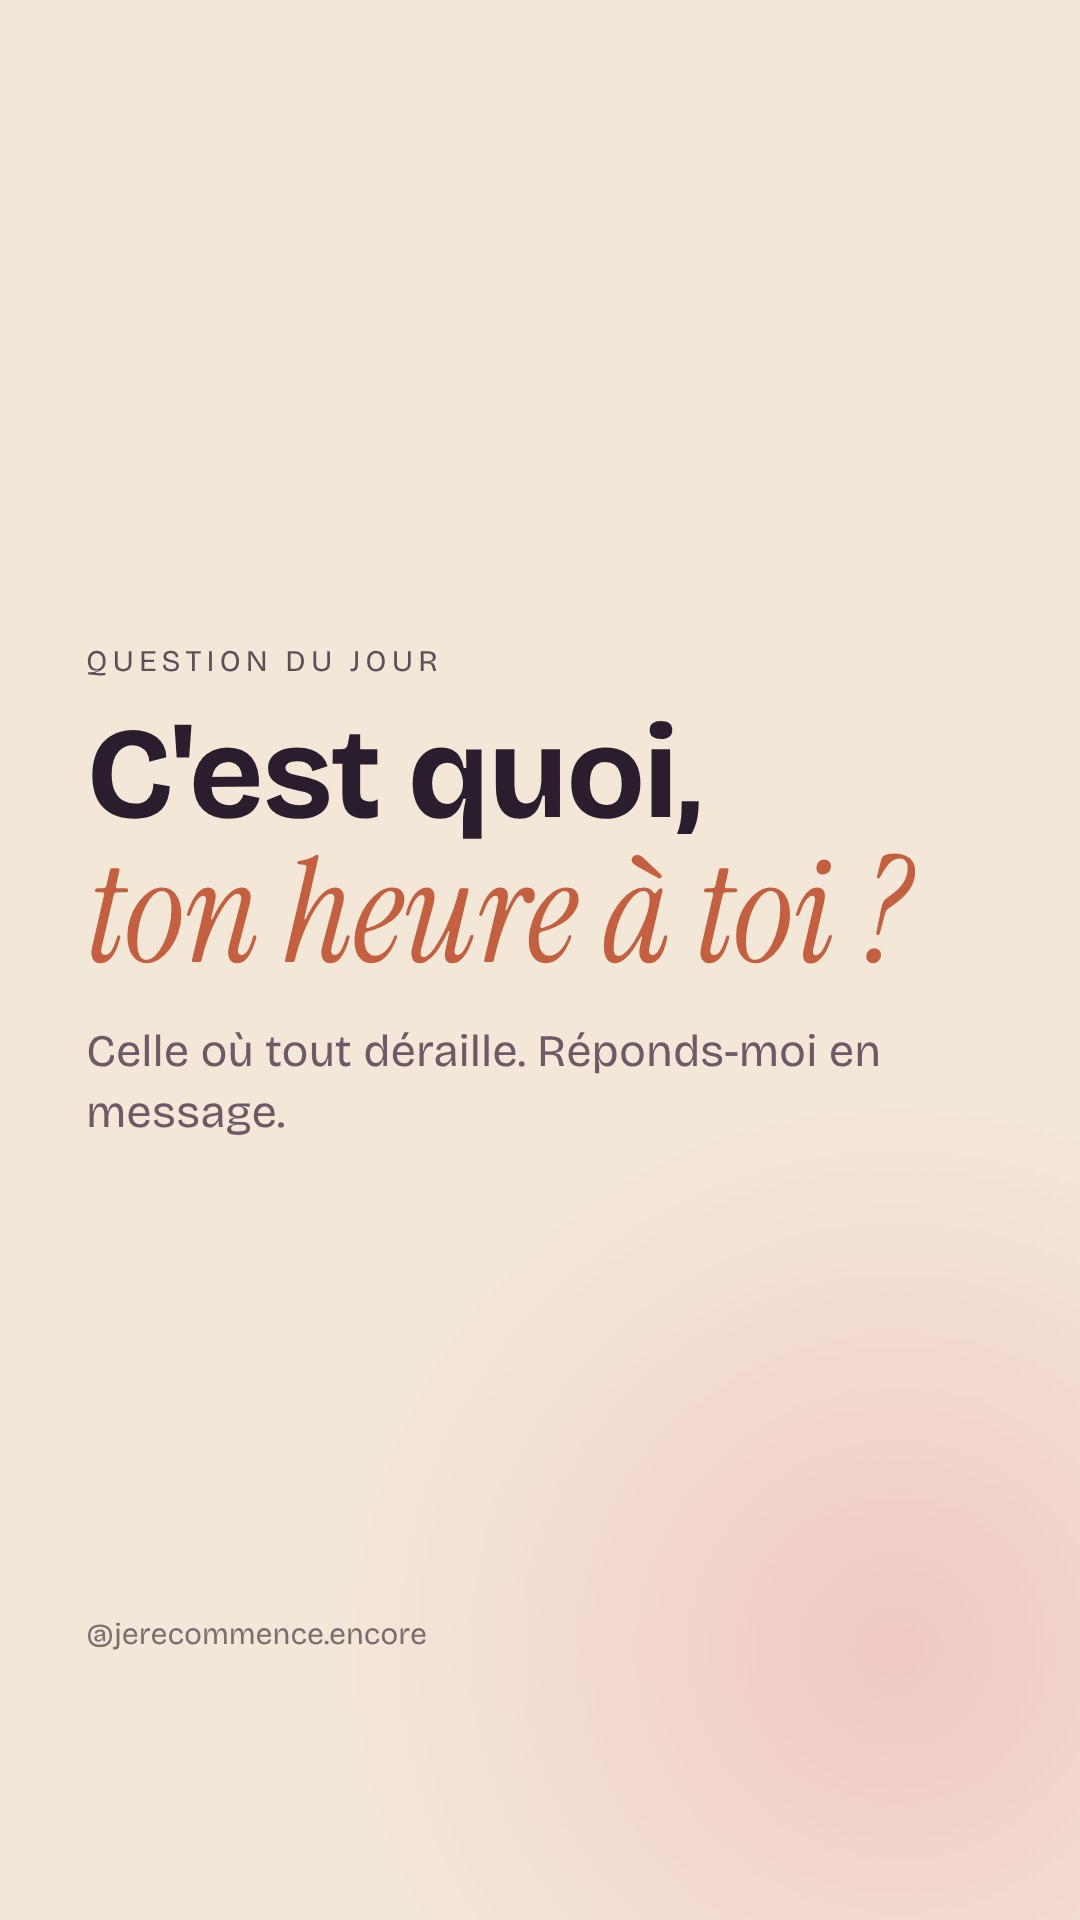 QUESTION DU JOUR
C'est quoi,
ton heure à toi ?
Celle où tout déraille. Réponds-moi en
message.
@jerecommence.encore